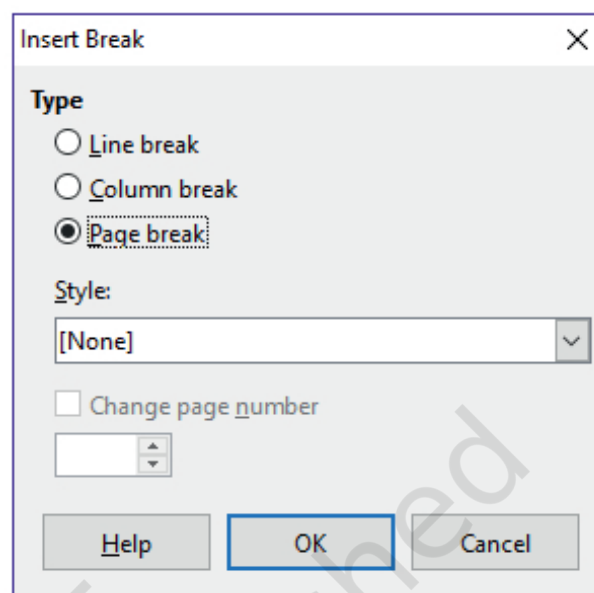 Insert Break
Type
Line break
Column break
Page break
Style:
[None]
Change page number
Help OK Cancel